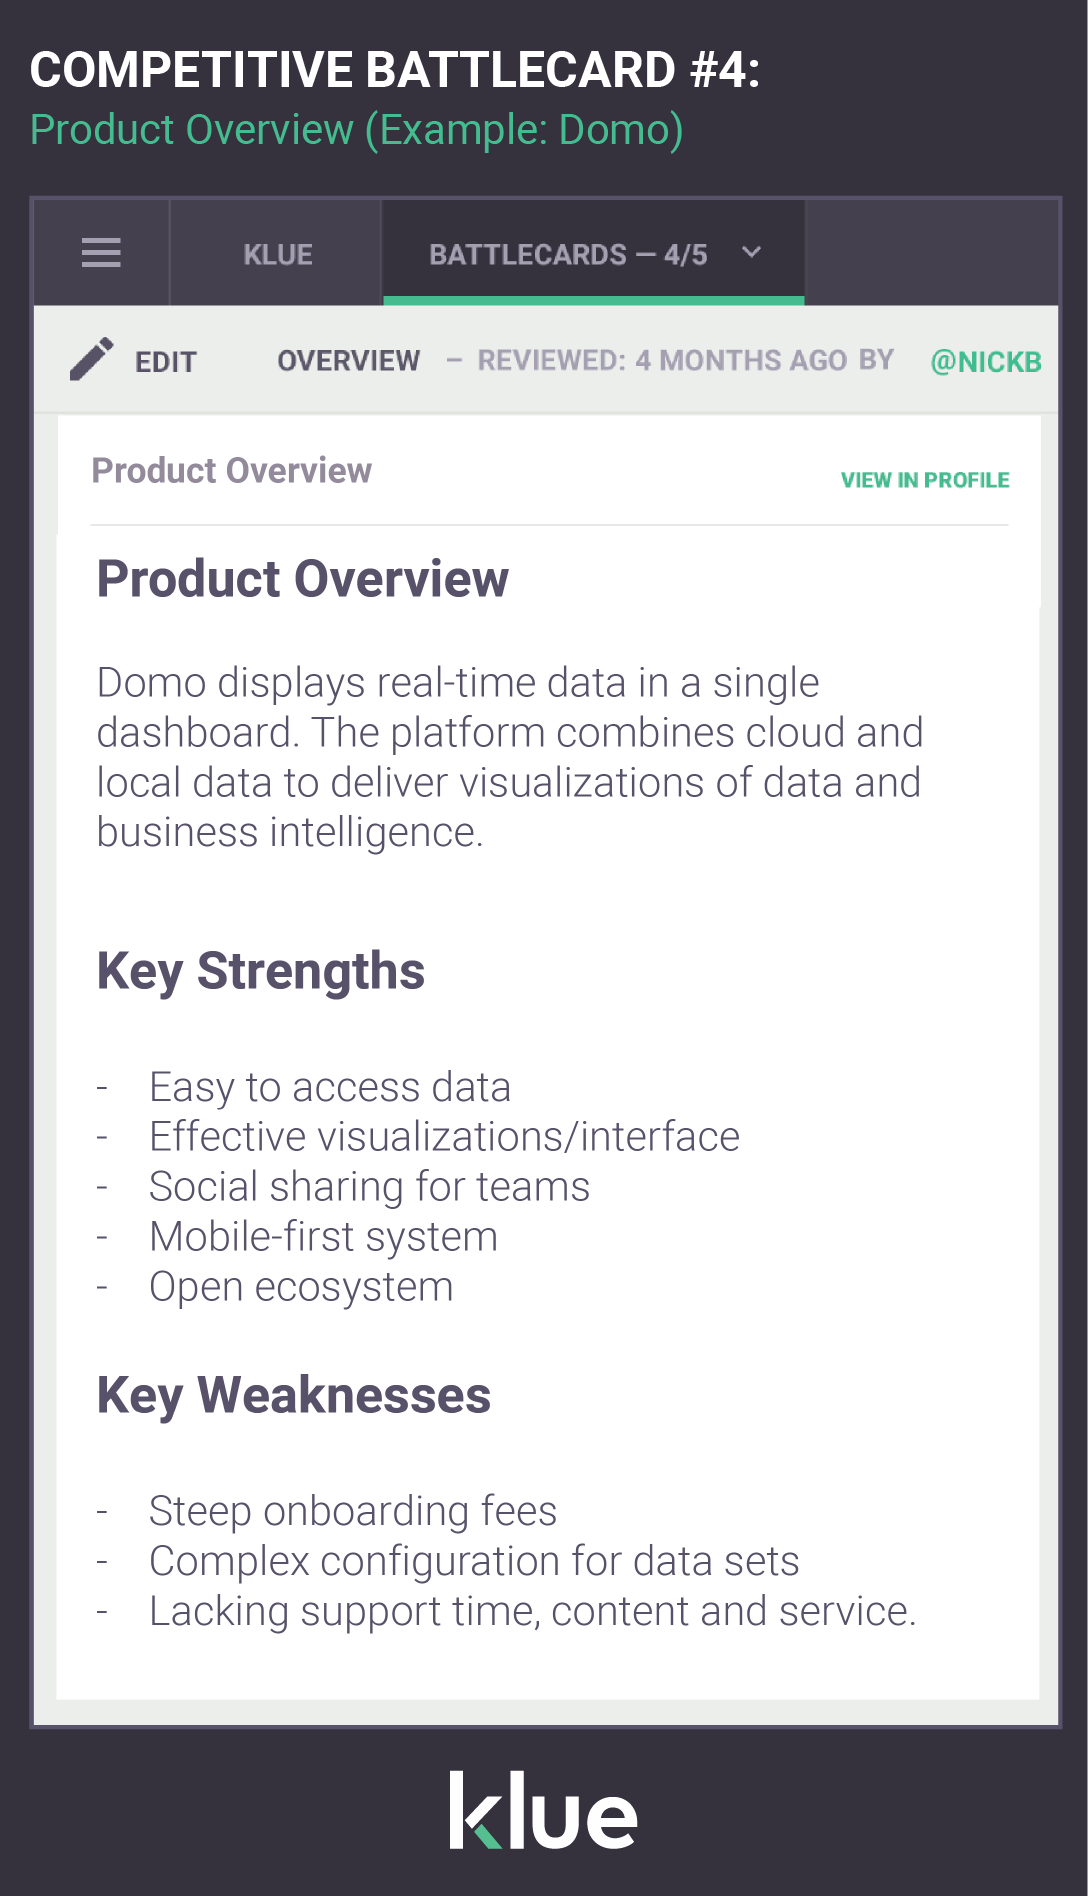 COMPETITIVE BATTLECARD #4:
Product Overview (Example: Domo)
KLUE
BATTLECARDS — 4/5
EDIT
OVERVIEW – REVIEWED: 4 MONTHS AGO BY @NICKB
Product Overview
VIEW IN PROFILE
Product Overview
Domo displays real-time data in a single
dashboard. The platform combines cloud and
local data to deliver visualizations of data and
business intelligence.
Key Strengths
- Easy to access data
- Effective visualizations/interface
- Social sharing for teams
- Mobile-first system
- Open ecosystem
Key Weaknesses
- Steep onboarding fees
- Complex configuration for data sets
- Lacking support time, content and service.
klue